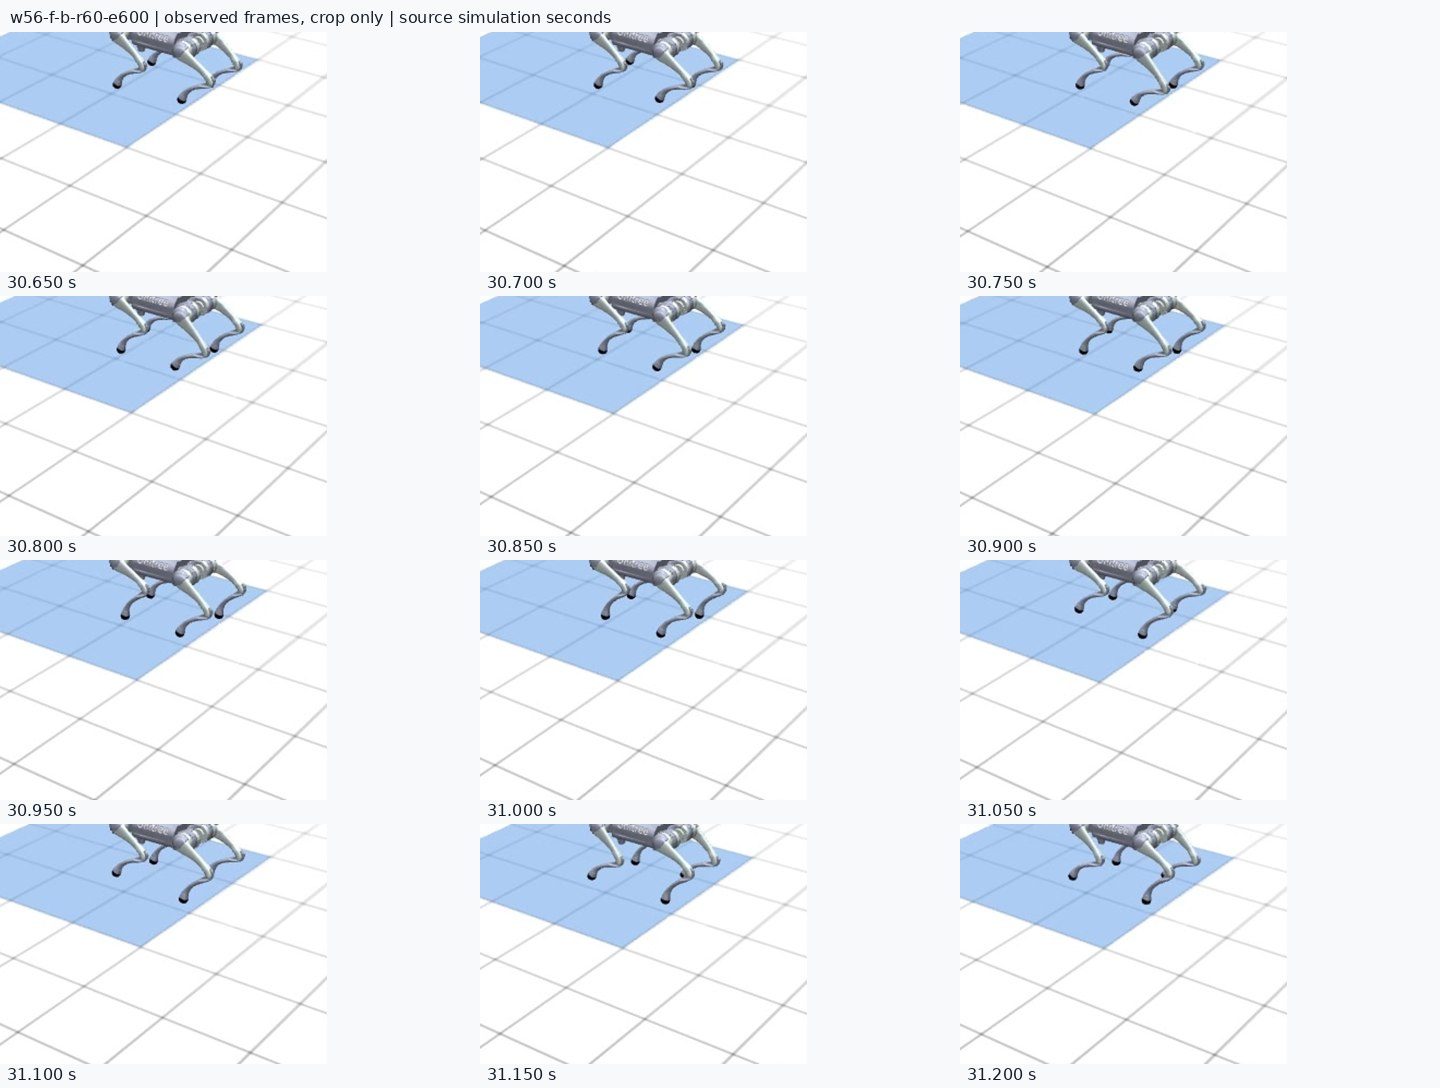 w56-f-b-r60-e600 | observed frames, crop only | source simulation seconds
30.650 s
30.700 s
30.750 s
30.800 s
30.850 s
30.900 s
30.950 s
31.000 s
31.050 s
31.100 s
31.150 s
31.200 s